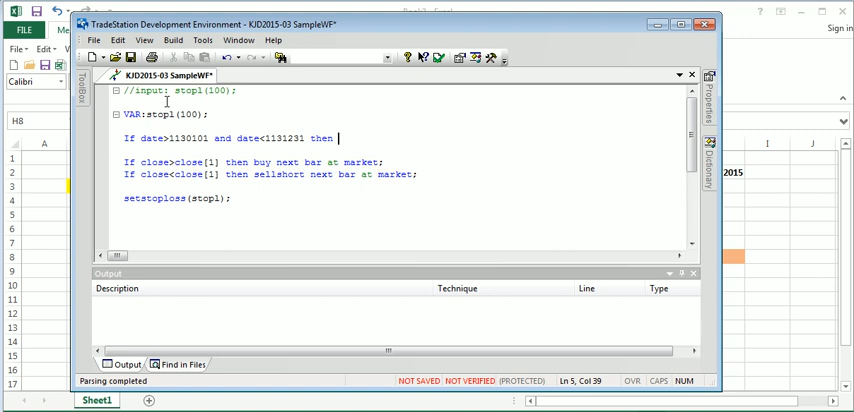 TradeStation Development Environment - KJD2015-03 SampleWF*
Sign in
FILE
File Edit View Build Tools Window Help
File Edit
Calibri
KJD2015-03 SampleWF*
ToolBox
Properties
Dictionary
H8
A
I
J
//input: stopl(100);
VAR:stopl(100);
If date>1130101 and date<1131231 then
If close>close[1] then buy next bar at market;
If close<close[1] then sellshort next bar at market;
setstoploss(stopl);
1
2
3
4
5
6
7
8
9
10
11
12
13
14
15
16
17
2015
Output
Description Technique Line Type
Output Find in Files
Parsing completed NOT SAVED NOT VERIFIED (PROTECTED) Ln 5, Col 39 OVR CAPS NUM
Sheet1